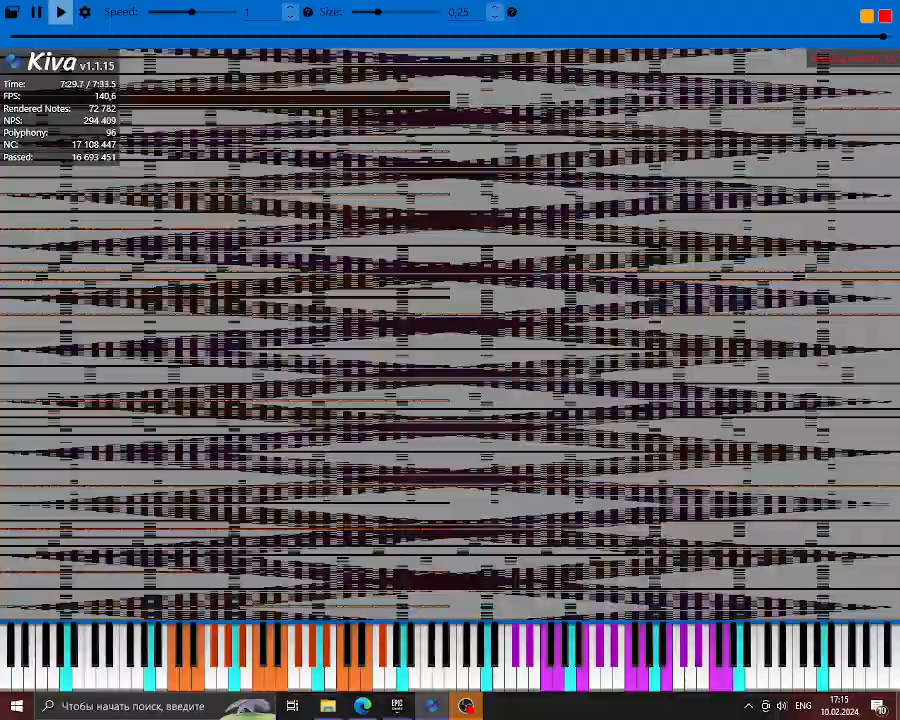 Speed: 1 Size: 0,25
Kiva v1.1.15
Time: 7:29.7 / 7:33.5
FPS: 140,6
Rendered Notes: 72 782
NPS: 294 409
Polyphony: 96
NC: 17 108 447
Passed: 16 693 451
Чтобы начать поиск, введите
EPIC
ENG
17:15
10.02.2024
10